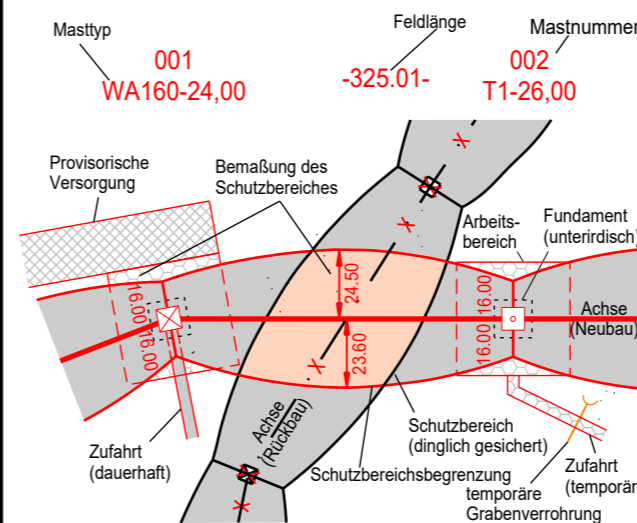 Masttyp
Feldlänge
Mastnummer
001
WA160-24,00
-325.01-
002
T1-26,00
Provisorische
Versorgung
Bemaßung des
Schutzbereiches
Arbeits-
bereich
Fundament
(unterirdisch)
16.00
16.00
24.50
23.60
16.00
16.00
Achse
(Neubau)
Achse
(Rückbau)
Zufahrt
(dauerhaft)
Schutzbereich
(dinglich gesichert)
Schutzbereichsbegrenzung
temporäre
Grabenverrohrung
Zufahrt
(temporär